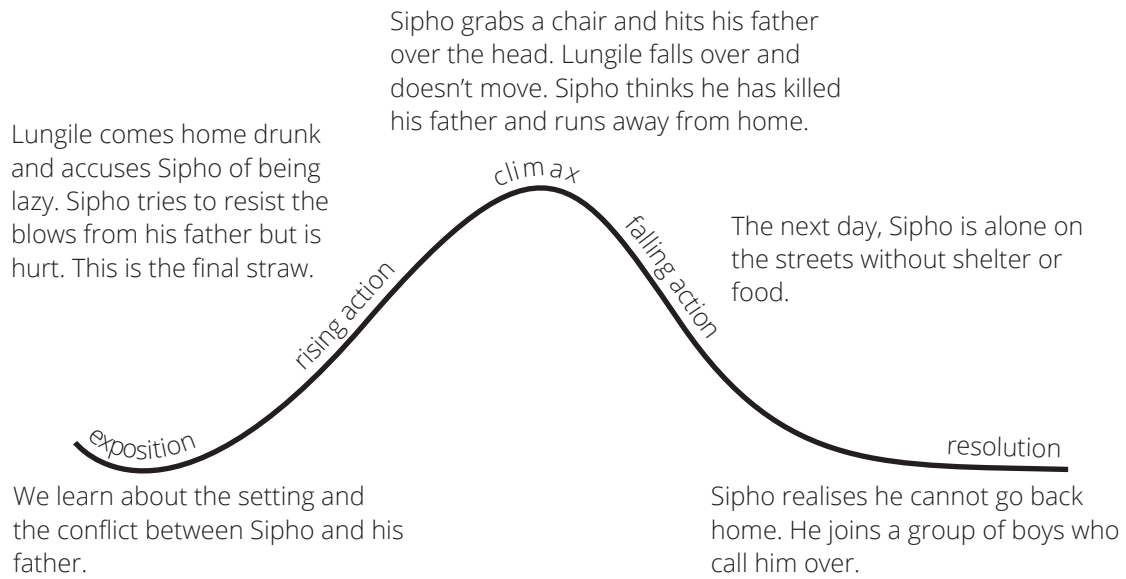 Sipho grabs a chair and hits his father
over the head. Lungile falls over and
doesn’t move. Sipho thinks he has killed
his father and runs away from home.
Lungile comes home drunk
and accuses Sipho of being
lazy. Sipho tries to resist the
blows from his father but is
hurt. This is the final straw.
climax
rising action
falling action
The next day, Sipho is alone on
the streets without shelter or
food.
exposition
resolution
We learn about the setting and
the conflict between Sipho and his
father.
Sipho realises he cannot go back
home. He joins a group of boys who
call him over.